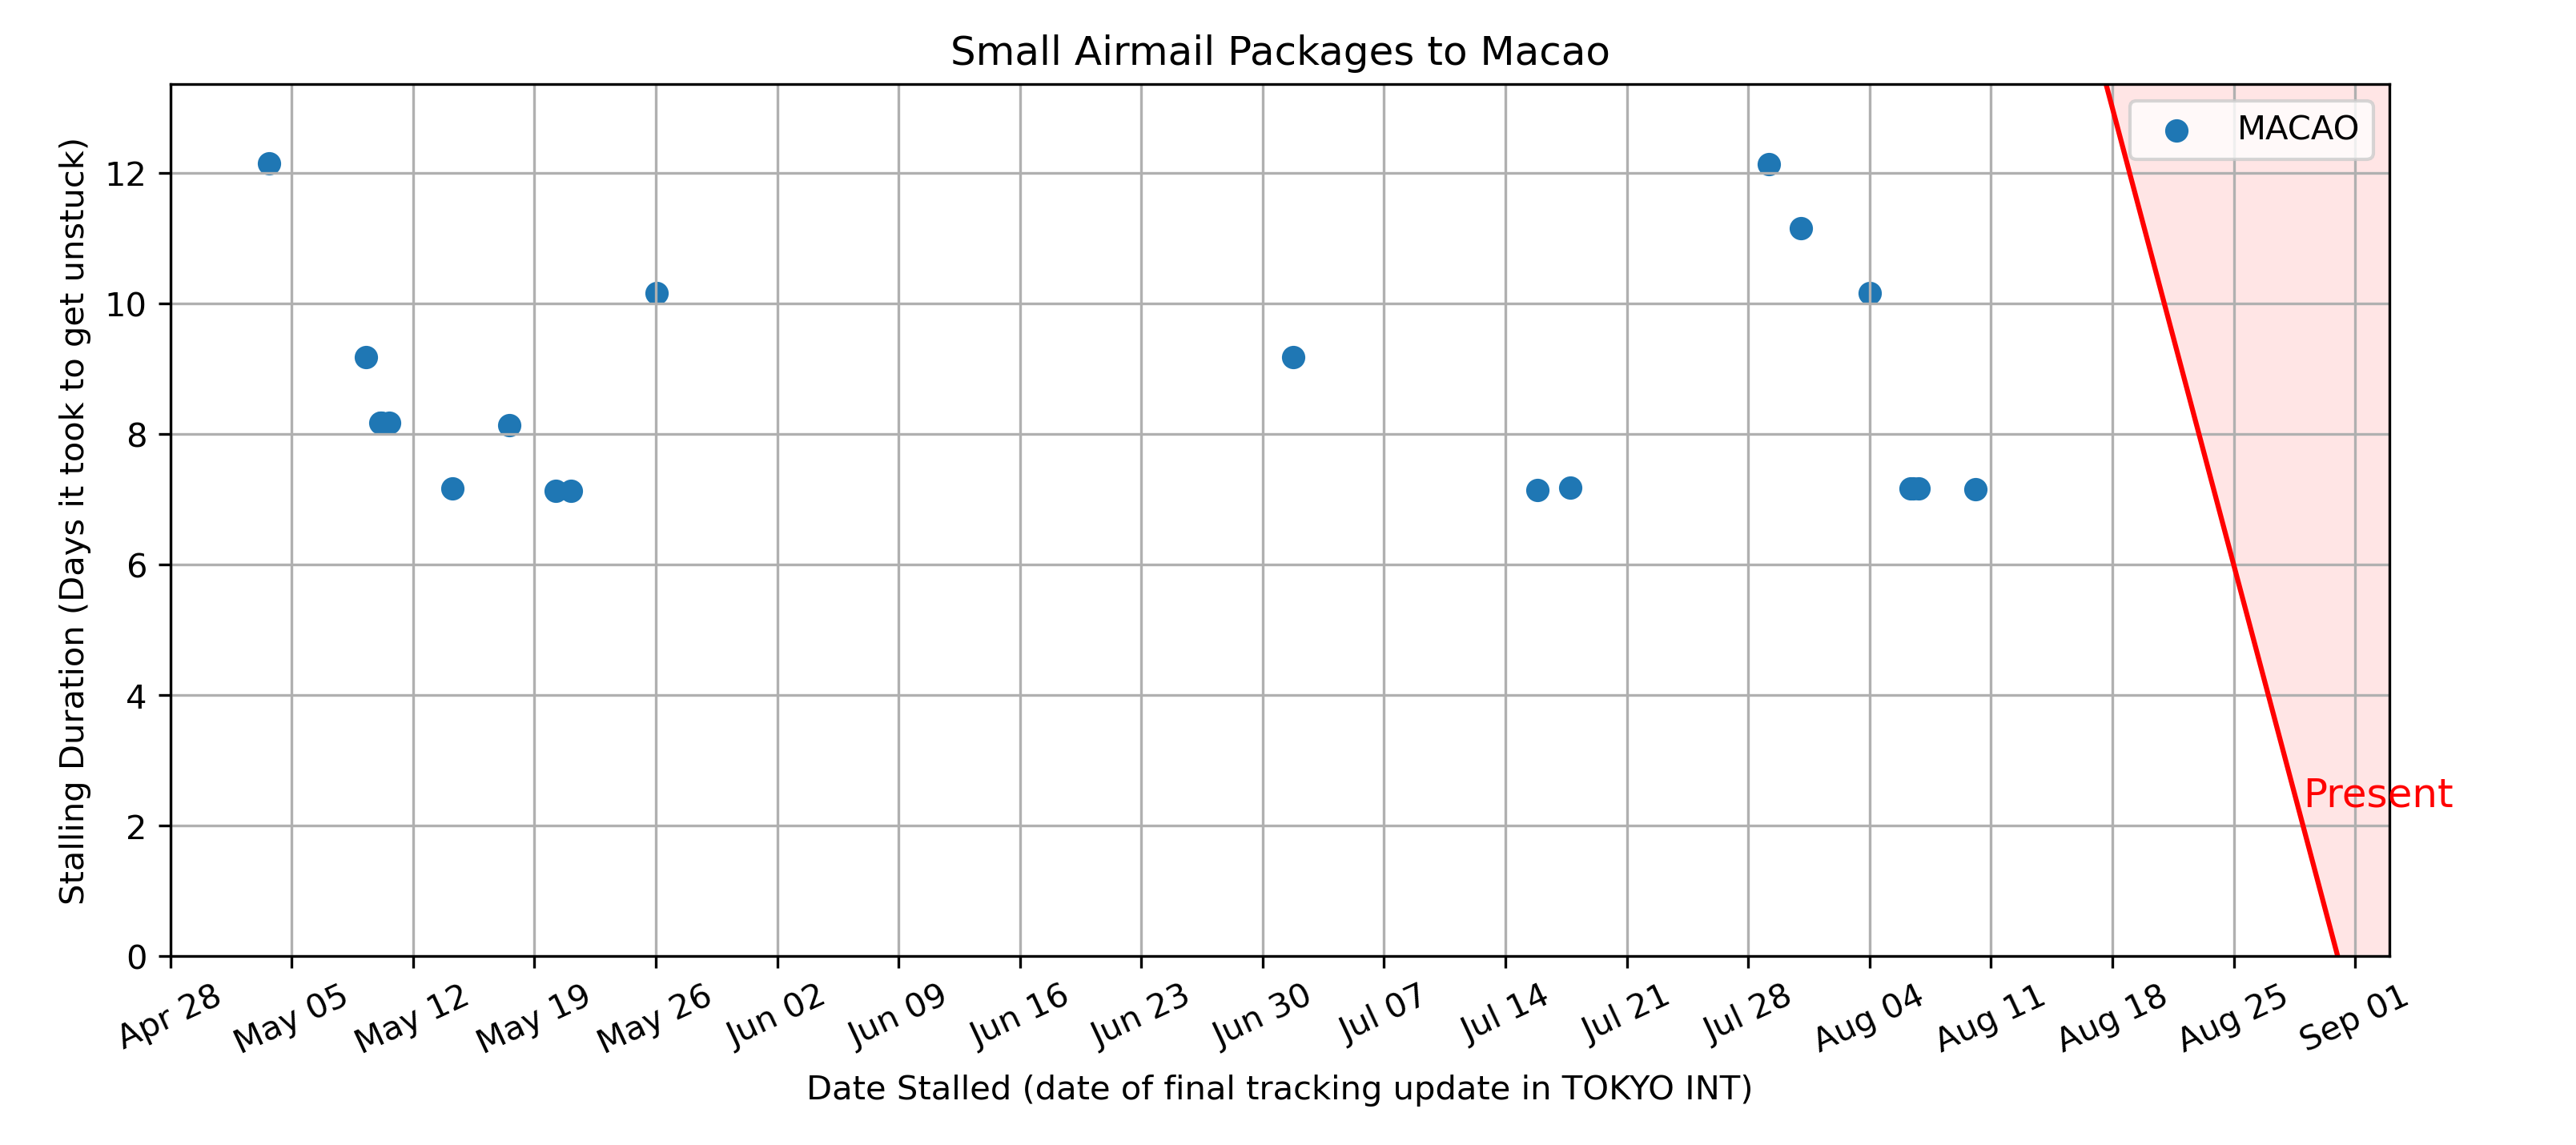 Small Airmail Packages to Macao
MACAO
Stalling Duration (Days it took to get unstuck)
12
10
8
6
4
2
0
Present
Apr 28
May 05
May 12
May 19
May 26
Jun 02
Jun 09
Jun 16
Jun 23
Jun 30
Jul 07
Jul 14
Jul 21
Jul 28
Aug 04
Aug 11
Aug 18
Aug 25
Sep 01
Date Stalled (date of final tracking update in TOKYO INT)